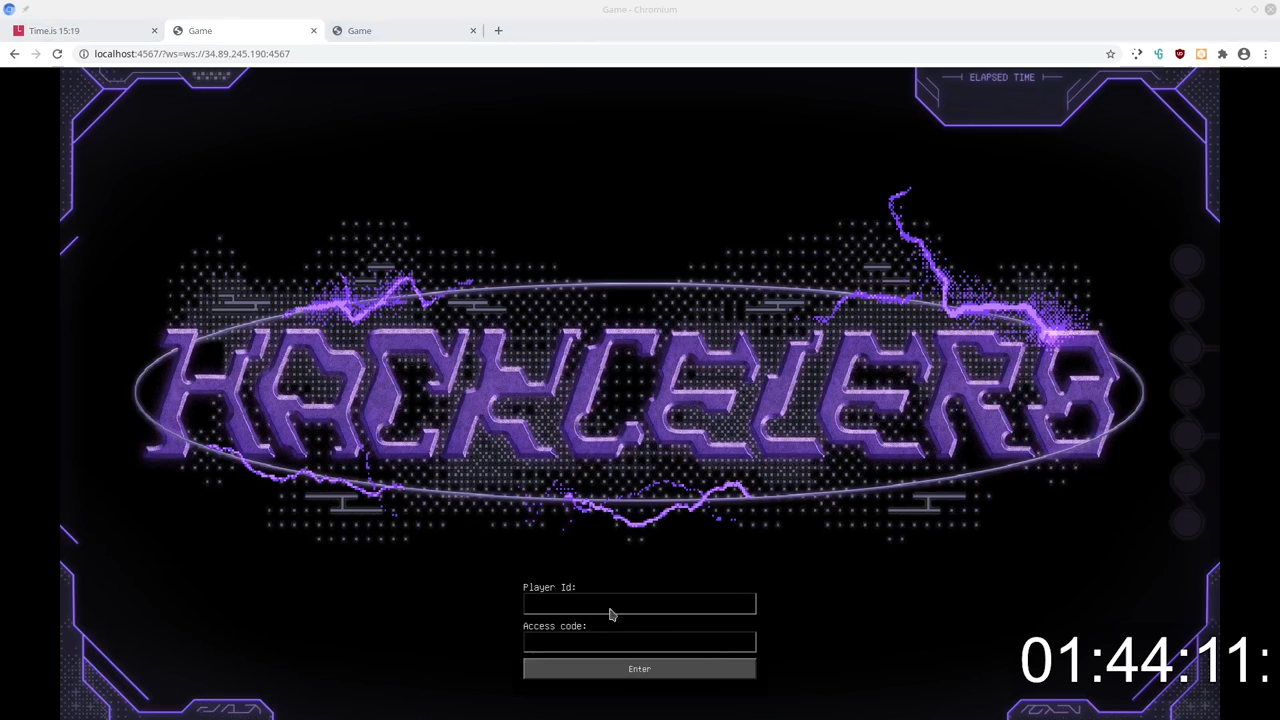 Game - Chromium
Time.is 15:19
Game
Game
localhost:4567/?ws=ws://34.89.245.190:4567
ELAPSED TIME
HACKCELER8
Player Id:
Access code:
Enter
01:44:11: